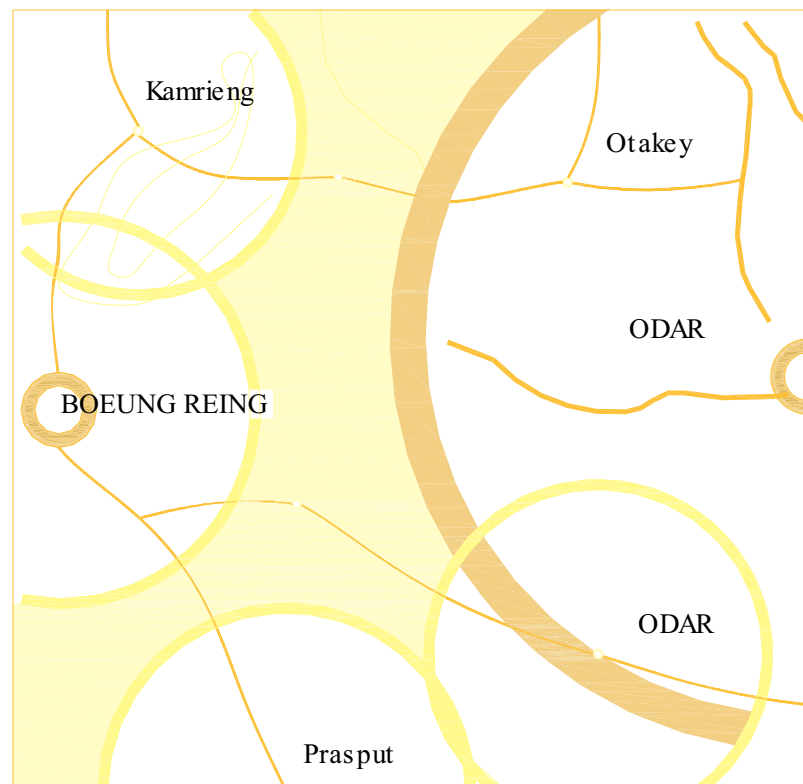 Kamrieng
Otakey
ODAR
BOEUNG REING
ODAR
Prasput